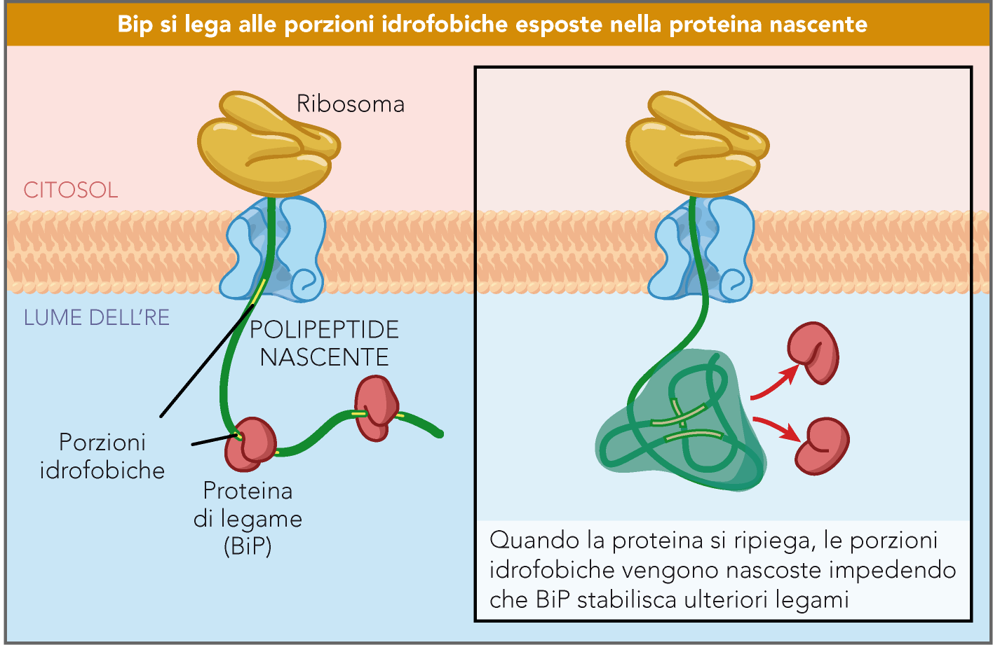 Bip si lega alle porzioni idrofobiche esposte nella proteina nascente
Ribosoma
CITOSOL
LUME DELL'RE
POLIPEPTIDE
NASCENTE
Porzioni
idrofobiche
Proteina
di legame
(BiP)
Quando la proteina si ripiega, le porzioni
idrofobiche vengono nascoste impedendo
che BiP stabilisca ulteriori legami